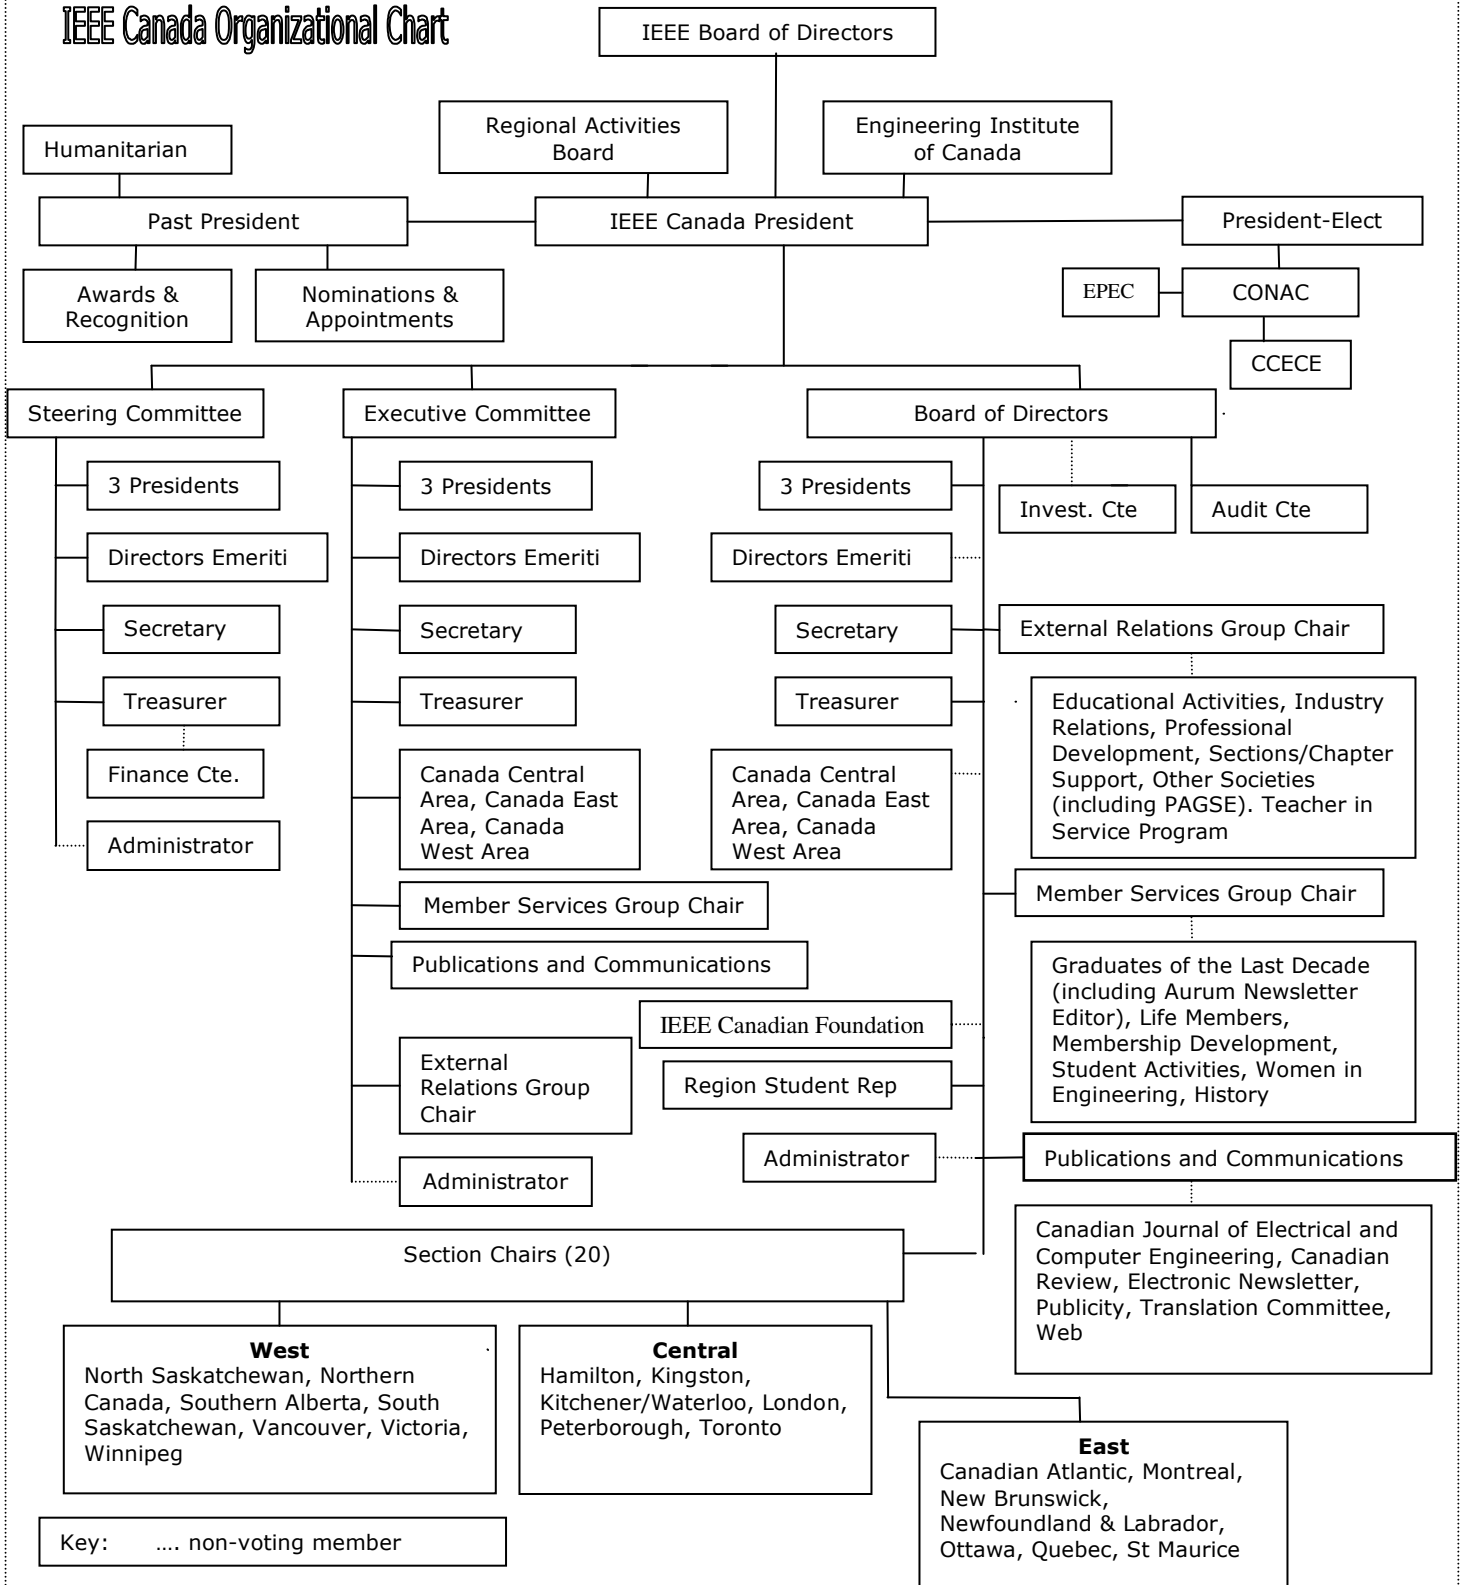 IEEE Canada Organizational Chart
IEEE Board of Directors
Regional Activities
Board
Engineering Institute
of Canada
Humanitarian
Past President
IEEE Canada President
President-Elect
Awards &
Recognition
Nominations &
Appointments
EPEC
CONAC
CCECE
Steering Committee
Executive Committee
Board of Directors
3 Presidents
Directors Emeriti
Secretary
Treasurer
Finance Cte.
Administrator
3 Presidents
Directors Emeriti
Secretary
Treasurer
Canada Central
Area, Canada East
Area, Canada
West Area
Member Services Group Chair
Publications and Communications
External
Relations Group
Chair
Administrator
3 Presidents
Directors Emeriti
Secretary
Treasurer
Canada Central
Area, Canada East
Area, Canada
West Area
IEEE Canadian Foundation
Region Student Rep
Administrator
Invest. Cte
Audit Cte
External Relations Group Chair
Educational Activities, Industry
Relations, Professional
Development, Sections/Chapter
Support, Other Societies
(including PAGSE). Teacher in
Service Program
Member Services Group Chair
Graduates of the Last Decade
(including Aurum Newsletter
Editor), Life Members,
Membership Development,
Student Activities, Women in
Engineering, History
Publications and Communications
Canadian Journal of Electrical and
Computer Engineering, Canadian
Review, Electronic Newsletter,
Publicity, Translation Committee,
Web
Section Chairs (20)
West
North Saskatchewan, Northern
Canada, Southern Alberta, South
Saskatchewan, Vancouver, Victoria,
Winnipeg
Central
Hamilton, Kingston,
Kitchener/Waterloo, London,
Peterborough, Toronto
East
Canadian Atlantic, Montreal,
New Brunswick,
Newfoundland & Labrador,
Ottawa, Quebec, St Maurice
Key: .... non-voting member